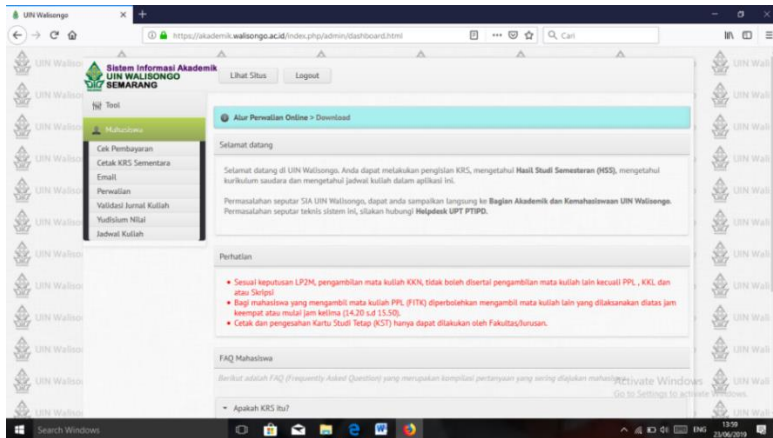 UIN Walisongo
https://akademik.walisongo.ac.id/index.php/admin/dashboard.html
Cari
Sistem Informasi Akademik
UIN WALISONGO
SEMARANG
Lihat Situs
Logout
Tool
Mahasiswa
Cek Pembayaran
Cetak KRS Sementara
Email
Perwalian
Validasi Jurnal Kuliah
Yudisium Nilai
Jadwal Kuliah
Alur Perwalian Online > Download
Selamat datang
Selamat datang di UIN Walisongo. Anda dapat melakukan pengisian KRS, mengetahui Hasil Studi Semesteran (HSS), mengetahui
kurikulum saudara dan mengetahui jadwal kuliah dalam aplikasi ini.
Permasalahan seputar SIA UIN Walisongo, dapat anda sampaikan langsung ke Bagian Akademik dan Kemahasiswaan UIN Walisongo.
Permasalahan seputar teknis sistem ini, silakan hubungi Helpdesk UPT PTIPD.
Perhatian
Sesuai keputusan LP2M, pengambilan mata kuliah KKN, tidak boleh disertai pengambilan mata kuliah lain kecuali PPL , KKL dan
atau Skripsi
Bagi mahasiswa yang mengambil mata kuliah PPL (FITK) diperbolehkan mengambil mata kuliah lain yang dilaksanakan diatas jam
keempat atau mulai jam kelima (14.20 s.d 15.50).
Cetak dan pengesahan Kartu Studi Tetap (KST) hanya dapat dilakukan oleh Fakultas/Jurusan.
FAQ Mahasiswa
Berikut adalah FAQ (Frequently Asked Question) yang merupakan kompilasi pertanyaan yang sering diajukan
Apakah KRS itu?
Activate Windows
Go to Settings to activate Windows.
Search Windows
ENG
13:59
23/06/2019